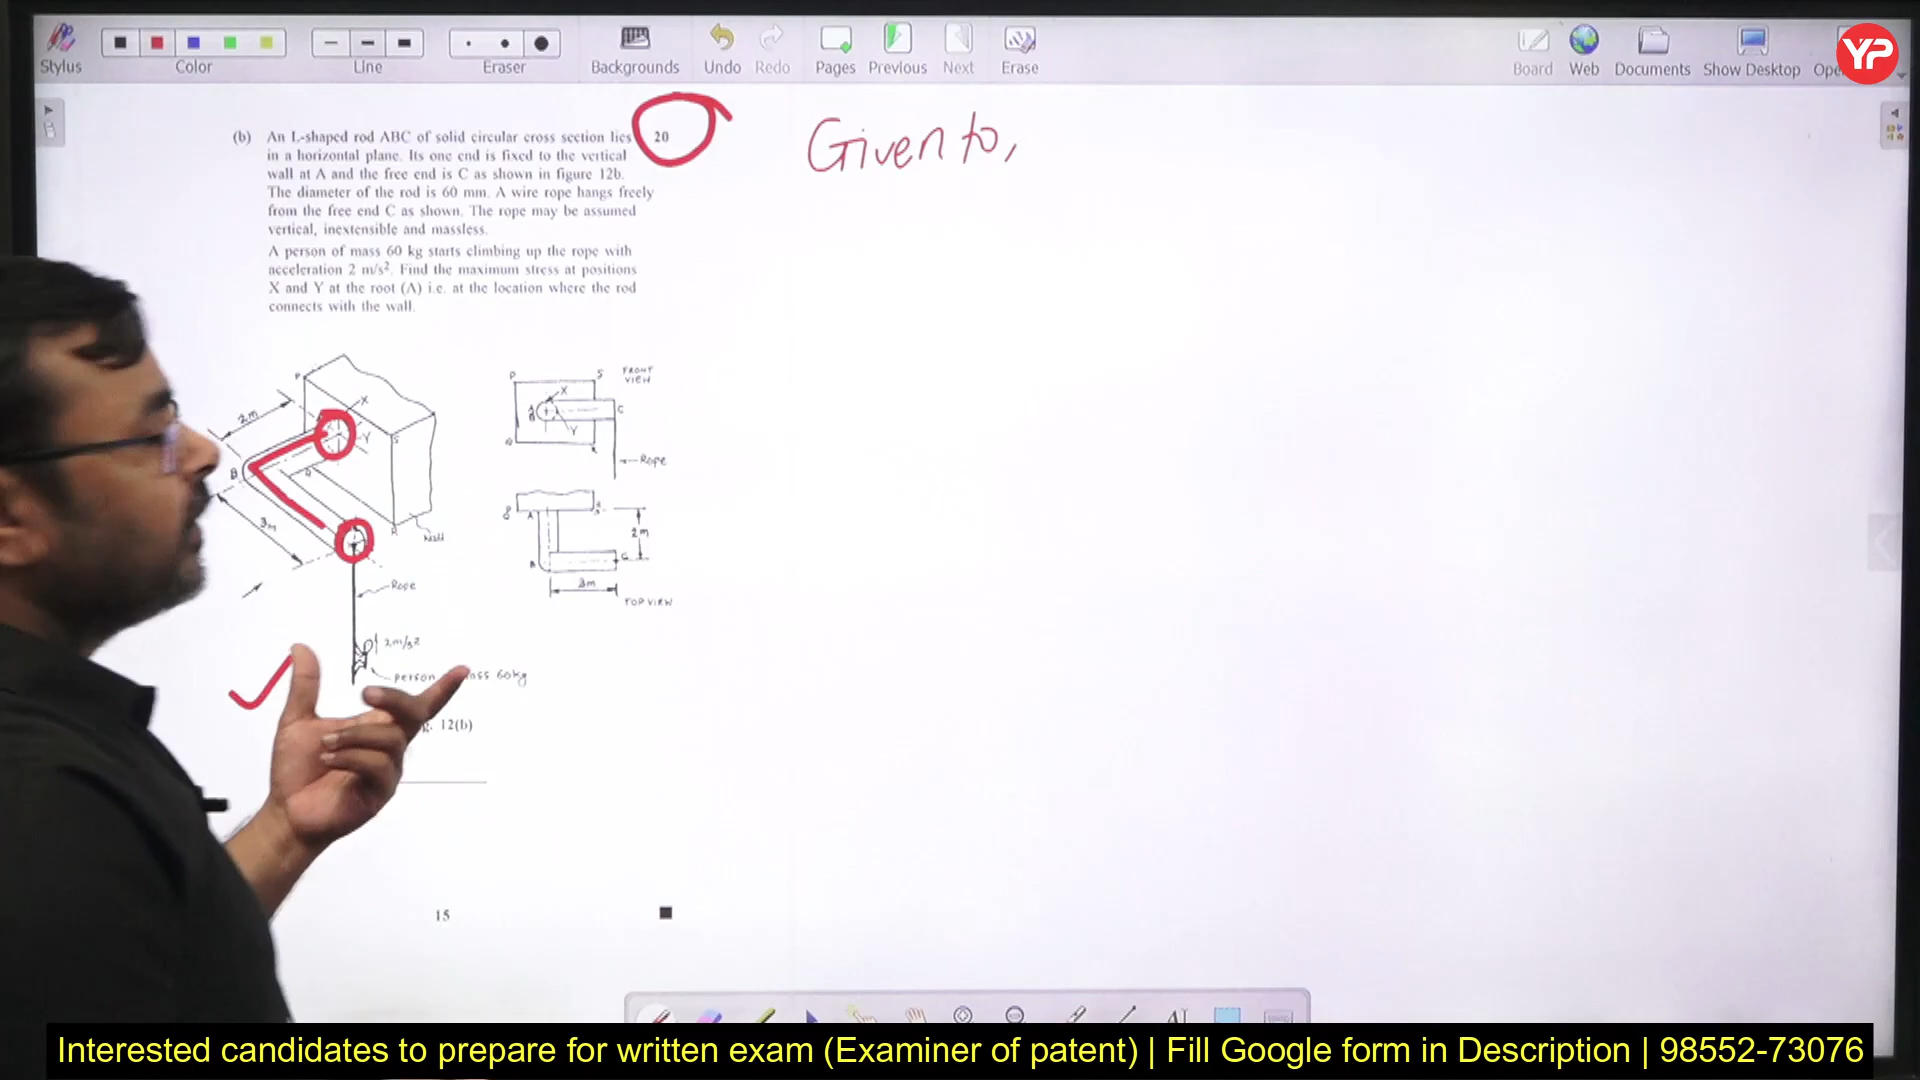 Stylus
Color
Line
Eraser
Backgrounds
Undo
Redo
Pages
Previous
Next
Erase
Board
Web
Documents
Show Desktop
YP
(b) An L-shaped rod ABC of solid circular cross section lies 20
in a horizontal plane. Its one end is fixed to the vertical
wall at A and the free end is C as shown in figure 12b.
The diameter of the rod is 60 mm. A wire rope hangs freely
from the free end C as shown. The rope may be assumed
vertical, inextensible and massless.
A person of mass 60 kg starts climbing up the rope with
acceleration 2 m/s². Find the maximum stress at positions
X and Y at the root (A) i.e. at the location where the rod
connects with the wall.
Given to,
P
X
2m
Y
S
B
3m
R
Wall
Rope
2m/s²
person
mass 60kg
P
S
FRONT
VIEW
X
C
Y
Rope
A
2m
C
B
3m
TOP VIEW
12(b)
15
Interested candidates to prepare for written exam (Examiner of patent) | Fill Google form in Description | 98552-73076